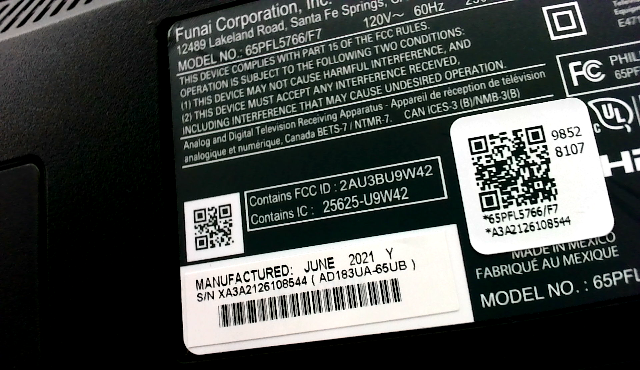 Funai Corporation, Inc.
12489 Lakeland Road, Santa Fe Springs,
MODEL NO. : 65PFL5766/F7 120V~ 60Hz
THIS DEVICE COMPLIES WITH PART 15 OF THE FCC RULES.
OPERATION IS SUBJECT TO THE FOLLOWING TWO CONDITIONS:
(1) THIS DEVICE MAY NOT CAUSE HARMFUL INTERFERENCE, AND
(2) THIS DEVICE MUST ACCEPT ANY INTERFERENCE RECEIVED,
INCLUDING INTERFERENCE THAT MAY CAUSE UNDESIRED OPERATION.
Analog and Digital Television Receiving Apparatus - Appareil de réception de télévision
analogique et numérique, Canada BETS-7 / NTMR-7. CAN ICES-3 (B)/NMB-3(B)
FC
PHIL
65PFL
UL
Contains FCC ID : 2AU3BU9W42
Contains IC : 25625-U9W42
9852
8107
*65PFL5766/F7
*A3A2126108544
MADE IN MEXICO
FABRIQUÉ AU MEXIQUE
MODEL NO. : 65PFL
MANUFACTURED: JUNE 2021 Y
S/N XA3A2126108544 ( AD183UA-65UB )